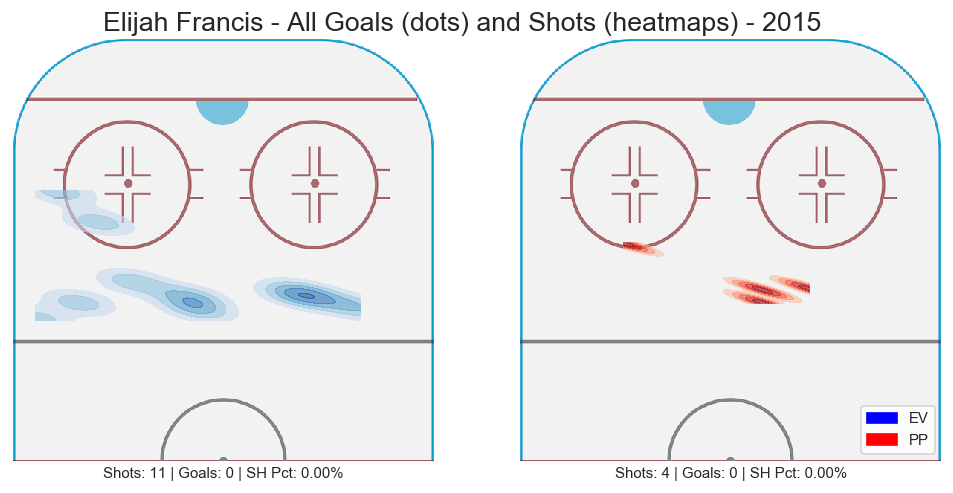 Elijah Francis - All Goals (dots) and Shots (heatmaps) - 2015
EV
PP
Shots: 11 | Goals: 0 | SH Pct: 0.00%
Shots: 4 | Goals: 0 | SH Pct: 0.00%